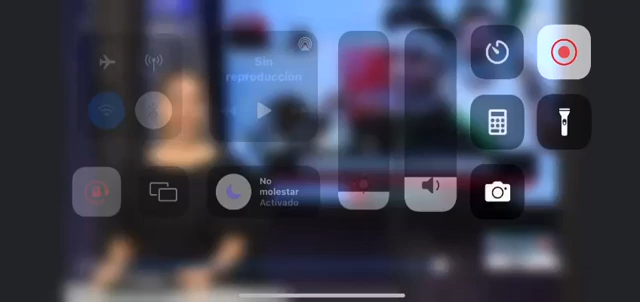 Sin
reproducción
No
molestar
Activado